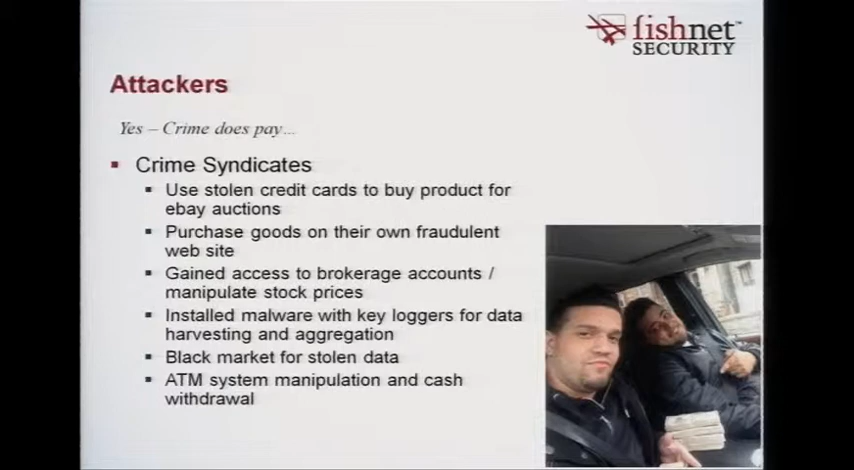 fishnet™
SECURITY
Attackers
Yes – Crime does pay…
Crime Syndicates
Use stolen credit cards to buy product for
ebay auctions
Purchase goods on their own fraudulent
web site
Gained access to brokerage accounts /
manipulate stock prices
Installed malware with key loggers for data
harvesting and aggregation
Black market for stolen data
ATM system manipulation and cash
withdrawal